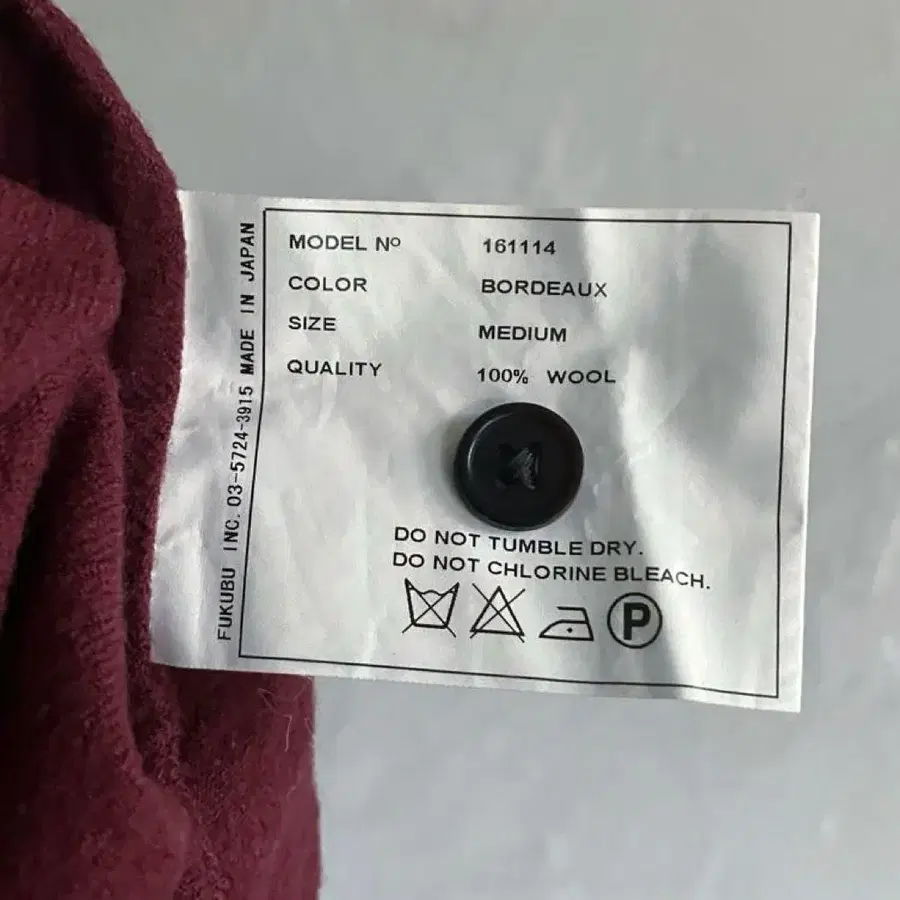 MODEL Nº 161114
COLOR BORDEAUX
SIZE MEDIUM
QUALITY 100% WOOL
DO NOT TUMBLE DRY.
DO NOT CHLORINE BLEACH.
P
FUKUBU INC. 03-5724-3915 MADE IN JAPAN